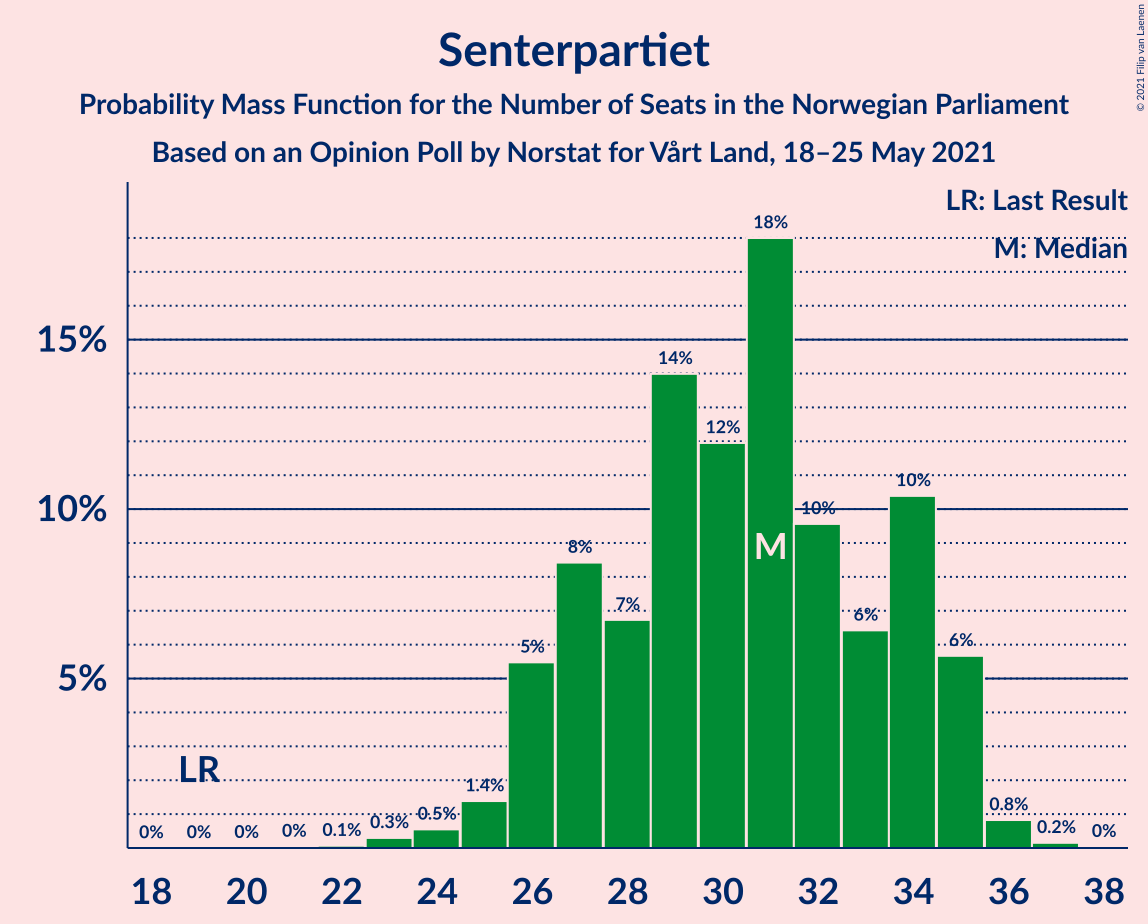 Senterpartiet
Probability Mass Function for the Number of Seats in the Norwegian Parliament
Based on an Opinion Poll by Norstat for Vårt Land, 18–25 May 2021
© 2021 Filip van Laenen
LR: Last Result
M: Median
15%
10%
5%
LR
M
0% 0% 0% 0% 0.1% 0.3% 0.5% 1.4% 5% 8% 7% 14% 12% 18% 10% 6% 10% 6% 0.8% 0.2% 0%
18 20 22 24 26 28 30 32 34 36 38